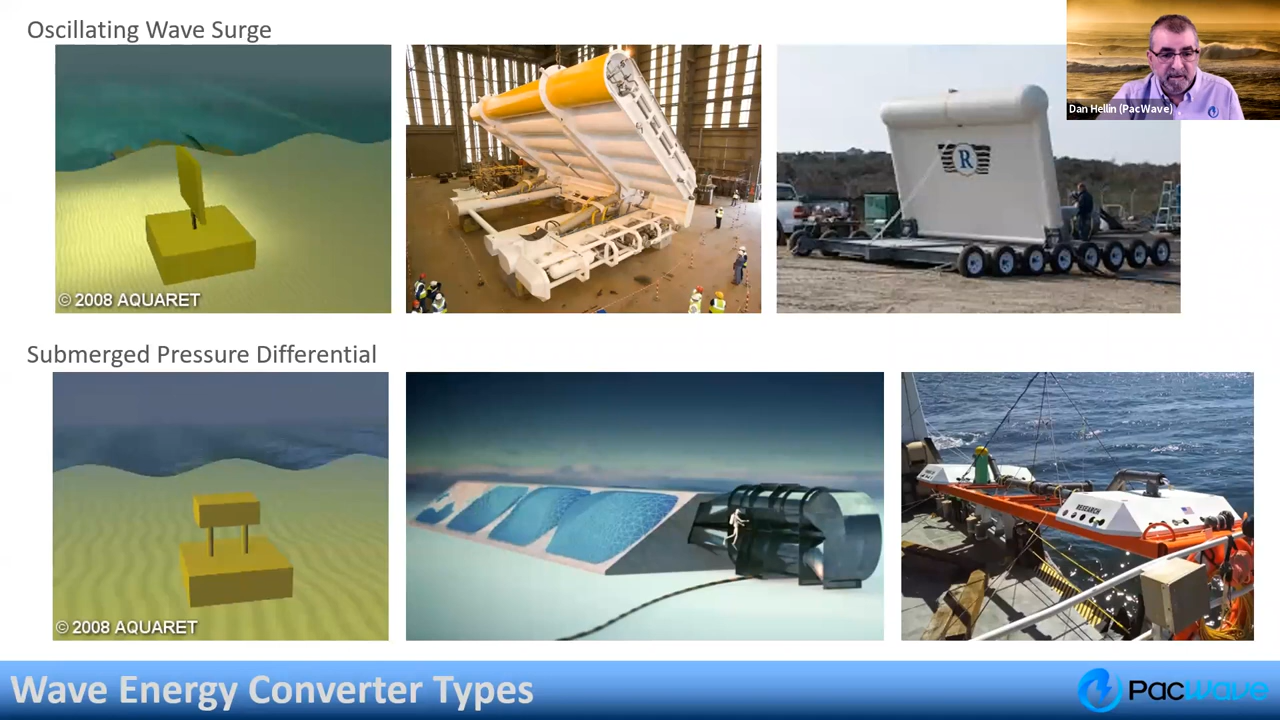 Oscillating Wave Surge
Dan Hellin (PacWave)
R
© 2008 AQUARET
Submerged Pressure Differential
RESEARCH
© 2008 AQUARET
Wave Energy Converter Types
PacWave